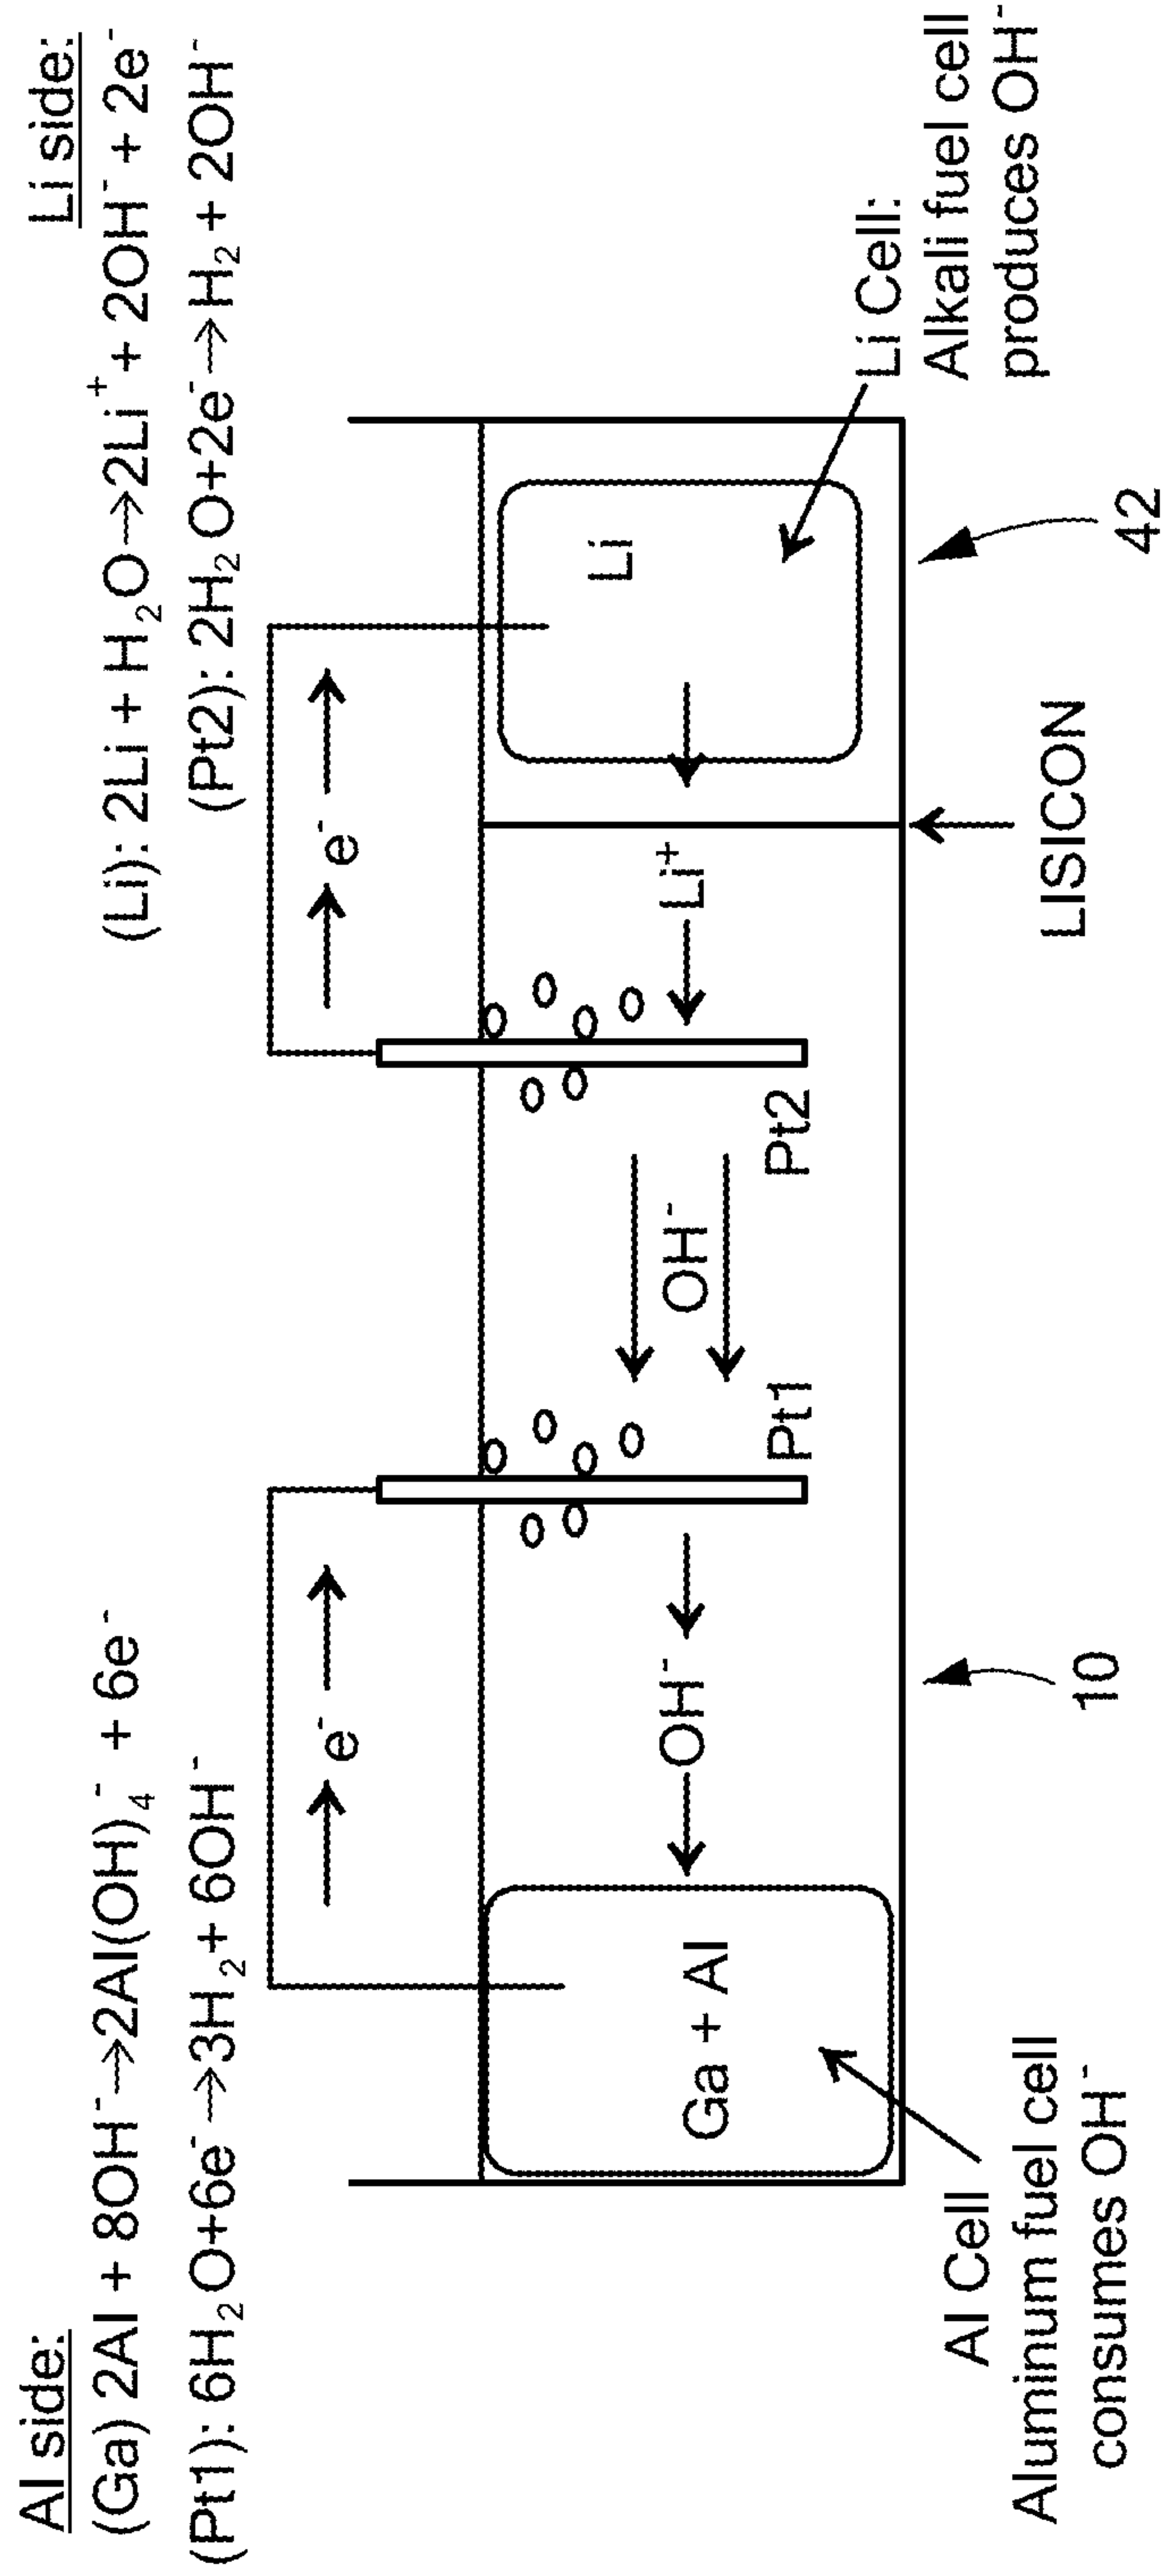 Al side:
(Ga) 2Al + 8OH⁻→2Al(OH)₄⁻ + 6e⁻
(Pt1): 6H₂O+6e⁻→3H₂+ 6OH⁻
Li side:
(Li): 2Li + H₂O→2Li⁺+ 2OH⁻+ 2e⁻
(Pt2): 2H₂O+2e⁻→H₂ + 2OH⁻
e⁻
e⁻
Ga + Al
OH⁻
Pt1
OH⁻
Pt2
Li⁺
Li
Al Cell
Aluminum fuel cell
consumes OH⁻
10
LISICON
42
Li Cell:
Alkali fuel cell
produces OH⁻